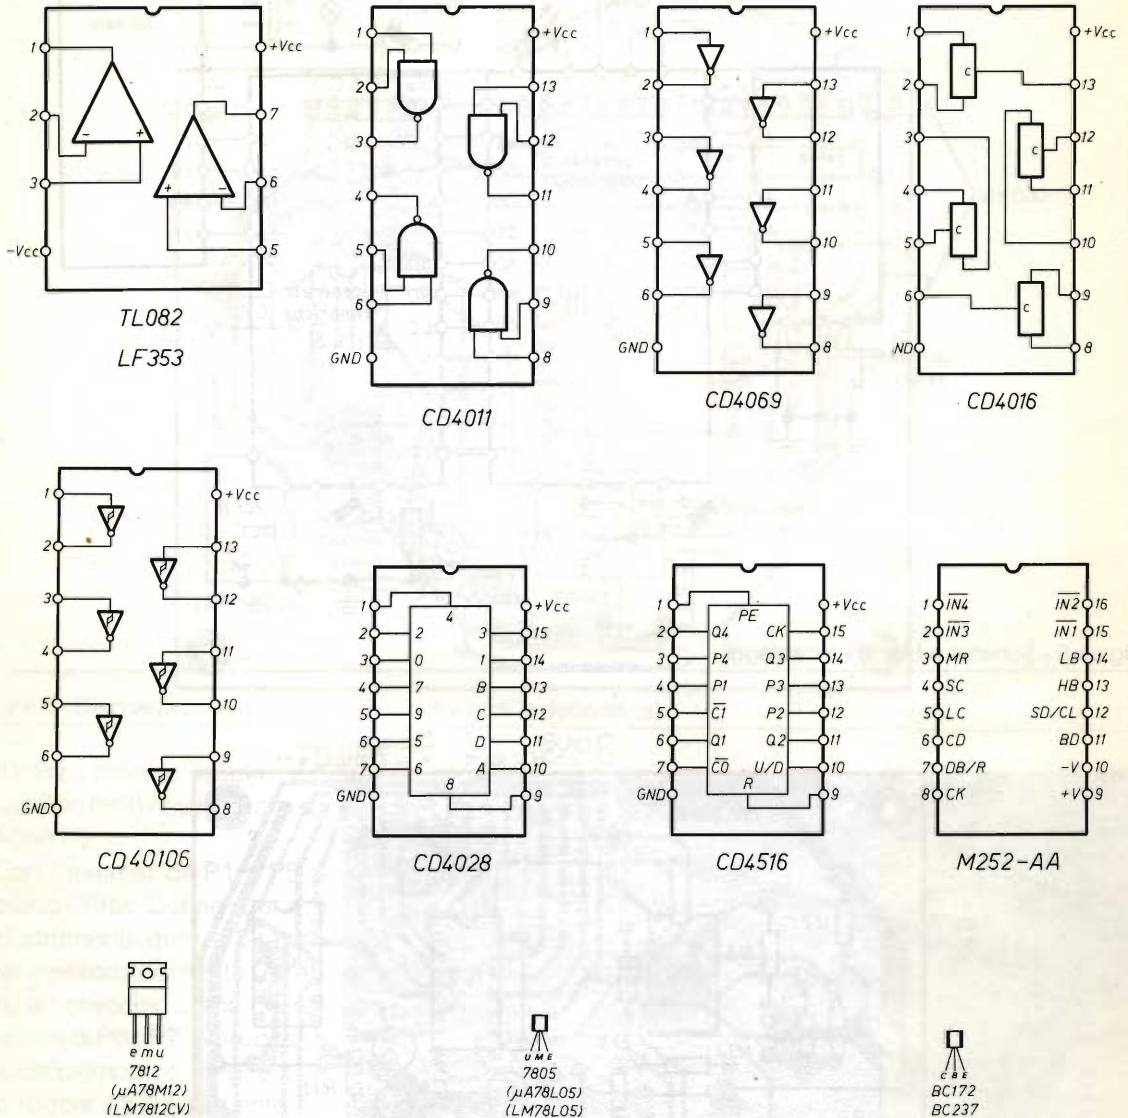 1
+Vcc
2
7
3
6
-Vcc
5
- +
+ -
TL082
LF353
1
+Vcc
2
13
3
12
4
11
5
10
6
9
GND
8
CD4011
1
+Vcc
2
13
3
12
4
11
5
10
6
9
GND
8
CD4069
1
+Vcc
2
C
13
3
C
12
4
11
5
C
10
6
C
9
ND
8
CD4016
1
+Vcc
2
13
3
12
4
11
5
10
6
9
GND
8
CD40106
1
4
+Vcc
2 2 3 15
3 0 1 14
4 7 B 13
5 9 C 12
6 5 D 11
7 6 A 10
GND 8 9
CD4028
1 PE +Vcc
2 Q4 CK 15
3 P4 Q3 14
4 P1 P3 13
5 C̅I̅ P2 12
6 Q1 Q2 11
7 C̅O̅ U/D 10
GND R 9
CD4516
1 I̅N̅4̅ I̅N̅2̅ 16
2 I̅N̅3̅ I̅N̅1̅ 15
3 MR LB 14
4 SC HB 13
5 LC SD/CL 12
6 CD BD 11
7 DB/R -V 10
8 CK +V 9
M252-AA
e m u
7812
(µA78M12)
(LM7812CV)
U M E
7805
(µA78L05)
(LM78L05)
C B E
BC172
BC237